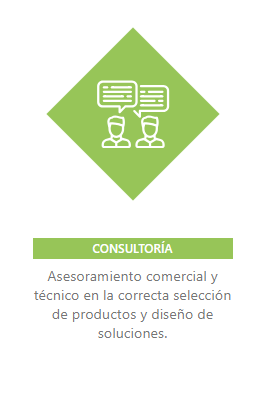 CONSULTORÍA
Asesoramiento comercial y
técnico en la correcta selección
de productos y diseño de
soluciones.